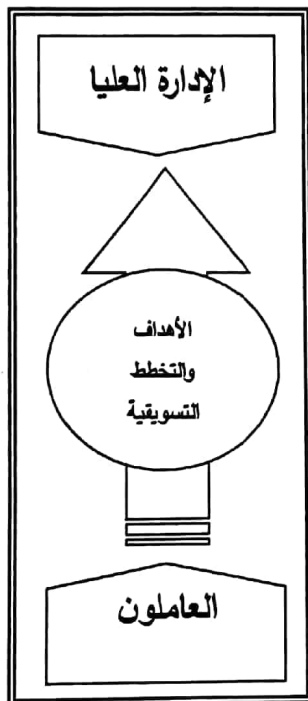 الإدارة العليا
الأهداف
والتخطط
التسويقية
العاملون